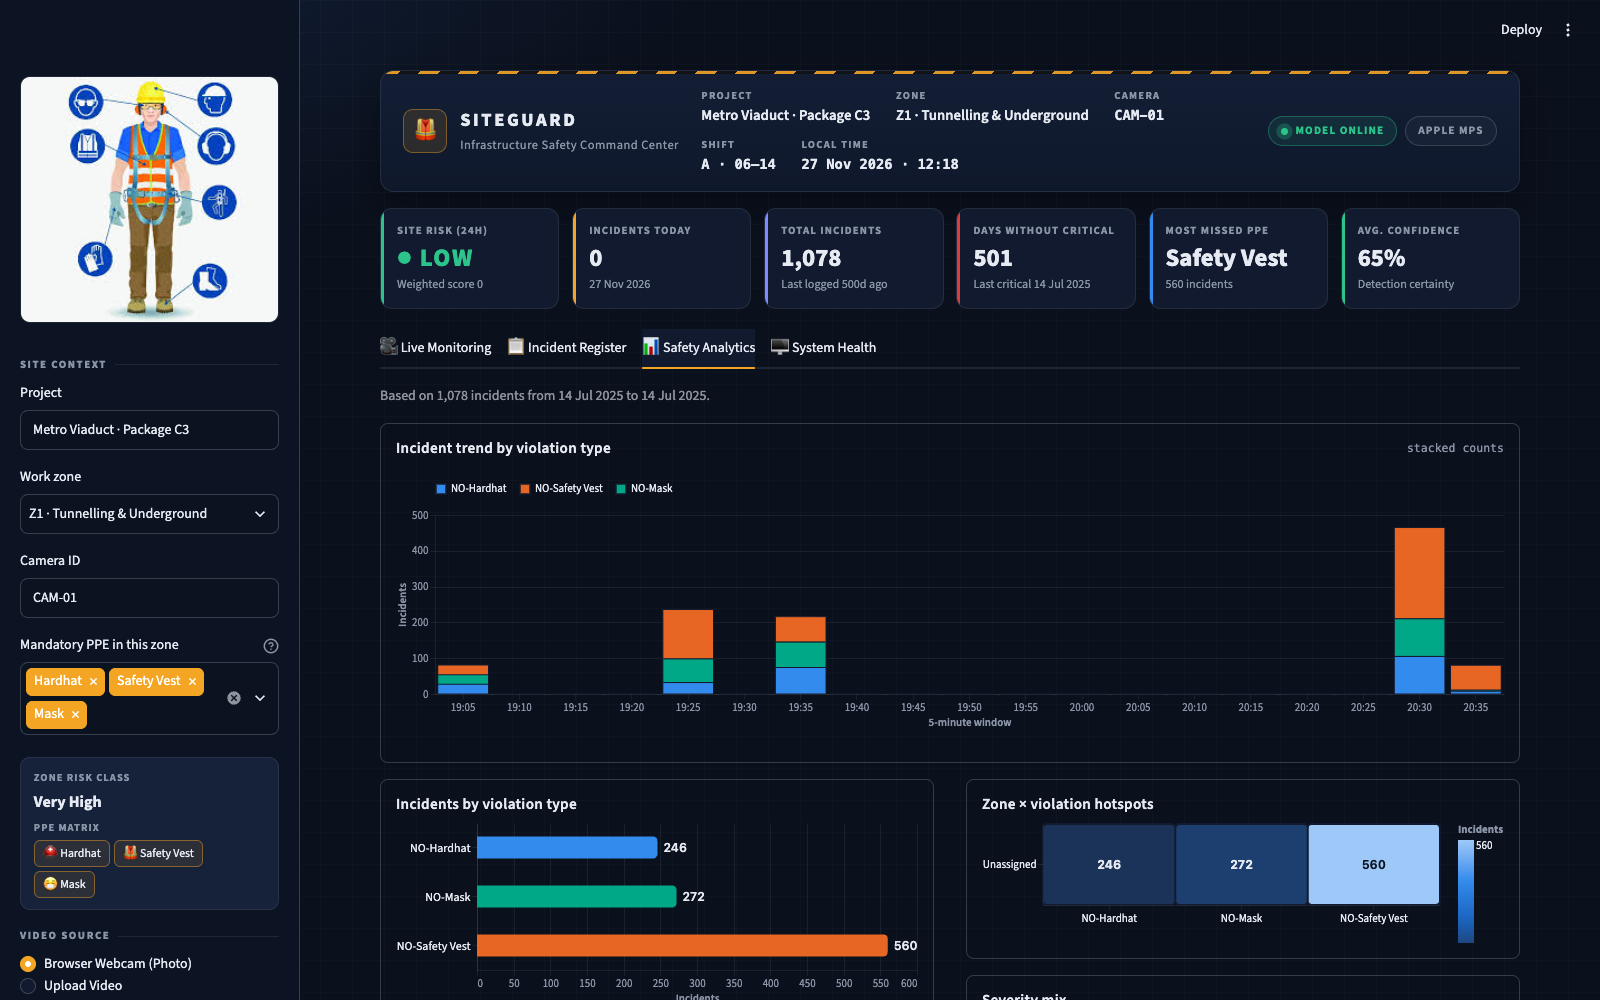 Deploy
SITEGUARD
Infrastructure Safety Command Center
PROJECT
Metro Viaduct · Package C3
ZONE
Z1 · Tunnelling & Underground
CAMERA
CAM-01
SHIFT
A · 06–14
LOCAL TIME
27 Nov 2026 · 12:18
MODEL ONLINE
APPLE MPS
SITE RISK (24H)
LOW
Weighted score 0
INCIDENTS TODAY
0
27 Nov 2026
TOTAL INCIDENTS
1,078
Last logged 500d ago
DAYS WITHOUT CRITICAL
501
Last critical 14 Jul 2025
MOST MISSED PPE
Safety Vest
560 incidents
AVG. CONFIDENCE
65%
Detection certainty
Live Monitoring
Incident Register
Safety Analytics
System Health
Based on 1,078 incidents from 14 Jul 2025 to 14 Jul 2025.
Incident trend by violation type
stacked counts
NO-Hardhat NO-Safety Vest NO-Mask
500
400
300
200
100
0
Incidents
19:05 19:10 19:15 19:20 19:25 19:30 19:35 19:40 19:45 19:50 19:55 20:00 20:05 20:10 20:15 20:20 20:25 20:30 20:35
5-minute window
Incidents by violation type
NO-Hardhat 246
NO-Mask 272
NO-Safety Vest 560
0 50 100 150 200 250 300 350 400 450 500 550 600
Incidents
Zone × violation hotspots
Unassigned 246 272 560
NO-Hardhat NO-Mask NO-Safety Vest
Incidents
560
Severity mix
SITE CONTEXT
Project
Metro Viaduct · Package C3
Work zone
Z1 · Tunnelling & Underground
Camera ID
CAM-01
Mandatory PPE in this zone
Hardhat × Safety Vest ×
Mask ×
ZONE RISK CLASS
Very High
PPE MATRIX
Hardhat Safety Vest
Mask
VIDEO SOURCE
Browser Webcam (Photo)
Upload Video